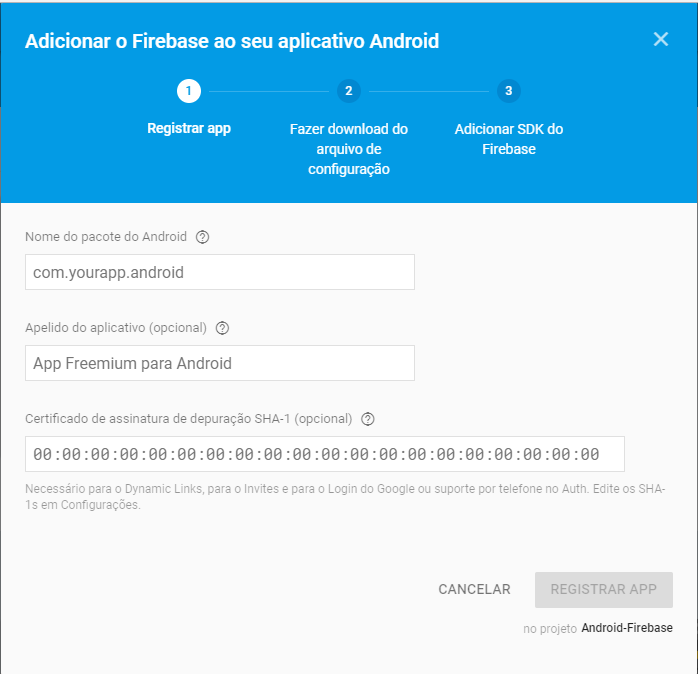 Adicionar o Firebase ao seu aplicativo Android
1
2
3
Registrar app
Fazer download do
arquivo de
configuração
Adicionar SDK do
Firebase
Nome do pacote do Android
com.yourapp.android
Apelido do aplicativo (opcional)
App Freemium para Android
Certificado de assinatura de depuração SHA-1 (opcional)
00:00:00:00:00:00:00:00:00:00:00:00:00:00:00:00:00:00:00:00
Necessário para o Dynamic Links, para o Invites e para o Login do Google ou suporte por telefone no Auth. Edite os SHA-
1s em Configurações.
CANCELAR
REGISTRAR APP
no projeto Android-Firebase